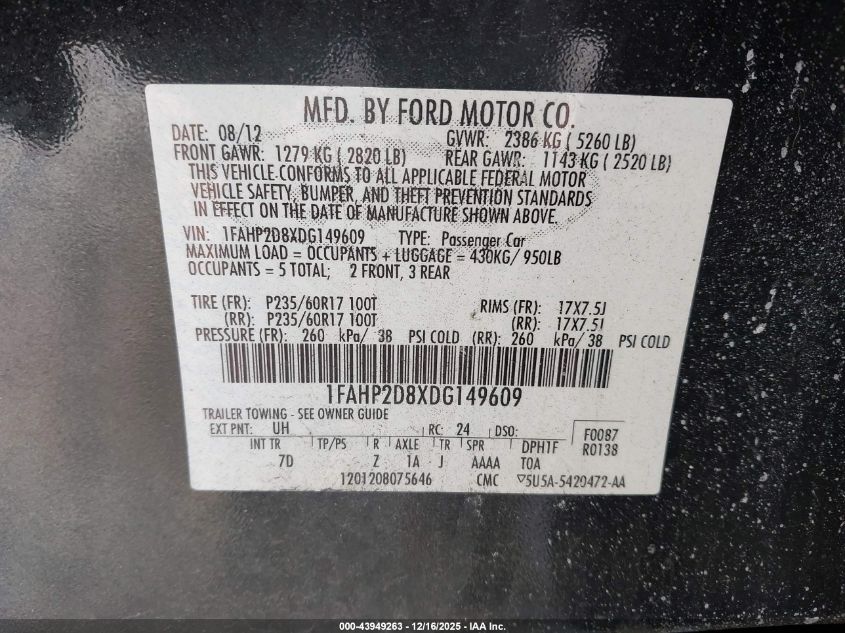 MFD. BY FORD MOTOR CO.
DATE: 08/12 GVWR: 2386 KG ( 5260 LB)
FRONT GAWR: 1279 KG ( 2820 LB) REAR GAWR: 1143 KG ( 2520 LB)
THIS VEHICLE CONFORMS TO ALL APPLICABLE FEDERAL MOTOR
VEHICLE SAFETY, BUMPER, AND THEFT PREVENTION STANDARDS
IN EFFECT ON THE DATE OF MANUFACTURE SHOWN ABOVE.
VIN: 1FAHP2D8XDG149609 TYPE: Passenger Car
MAXIMUM LOAD = OCCUPANTS + LUGGAGE = 430KG/ 950LB
OCCUPANTS = 5 TOTAL; 2 FRONT, 3 REAR
TIRE (FR): P235/60R17 100T RIMS (FR): 17X7.5J
(RR): P235/60R17 100T (RR): 17X7.5J
PRESSURE (FR): 260 kPa/ 38 PSI COLD (RR): 260 kPa/ 38 PSI COLD
1FAHP2D8XDG149609
TRAILER TOWING - SEE OWNER GUIDE
EXT PNT: UH RC: 24 DSO: F0087
INT TR TP/PS R AXLE TR SPR DPH1F R0138
7D Z 1A J AAAA TOA
1201208075646 CMC 5U5A-5420472-AA
000-43949263 - 12/16/2025 - IAA Inc.